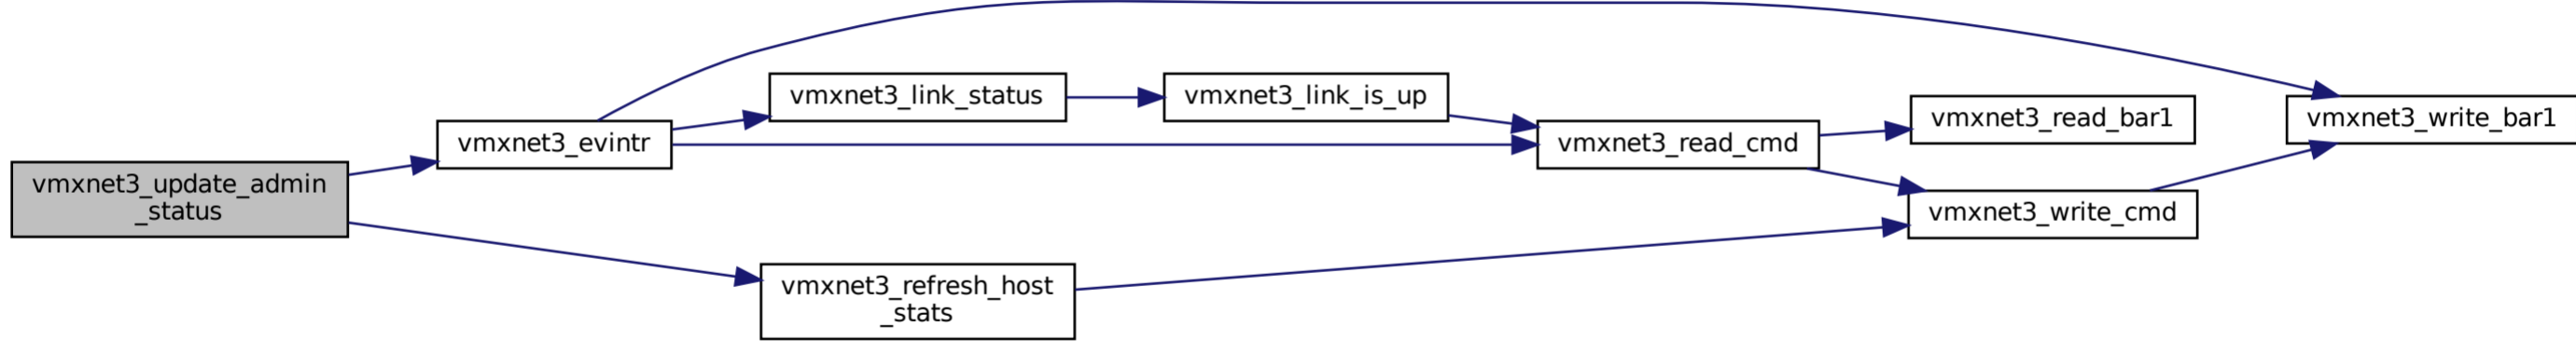 vmxnet3_update_admin
_status
vmxnet3_evintr
vmxnet3_link_status
vmxnet3_link_is_up
vmxnet3_read_cmd
vmxnet3_read_bar1
vmxnet3_write_bar1
vmxnet3_write_cmd
vmxnet3_refresh_host
_stats